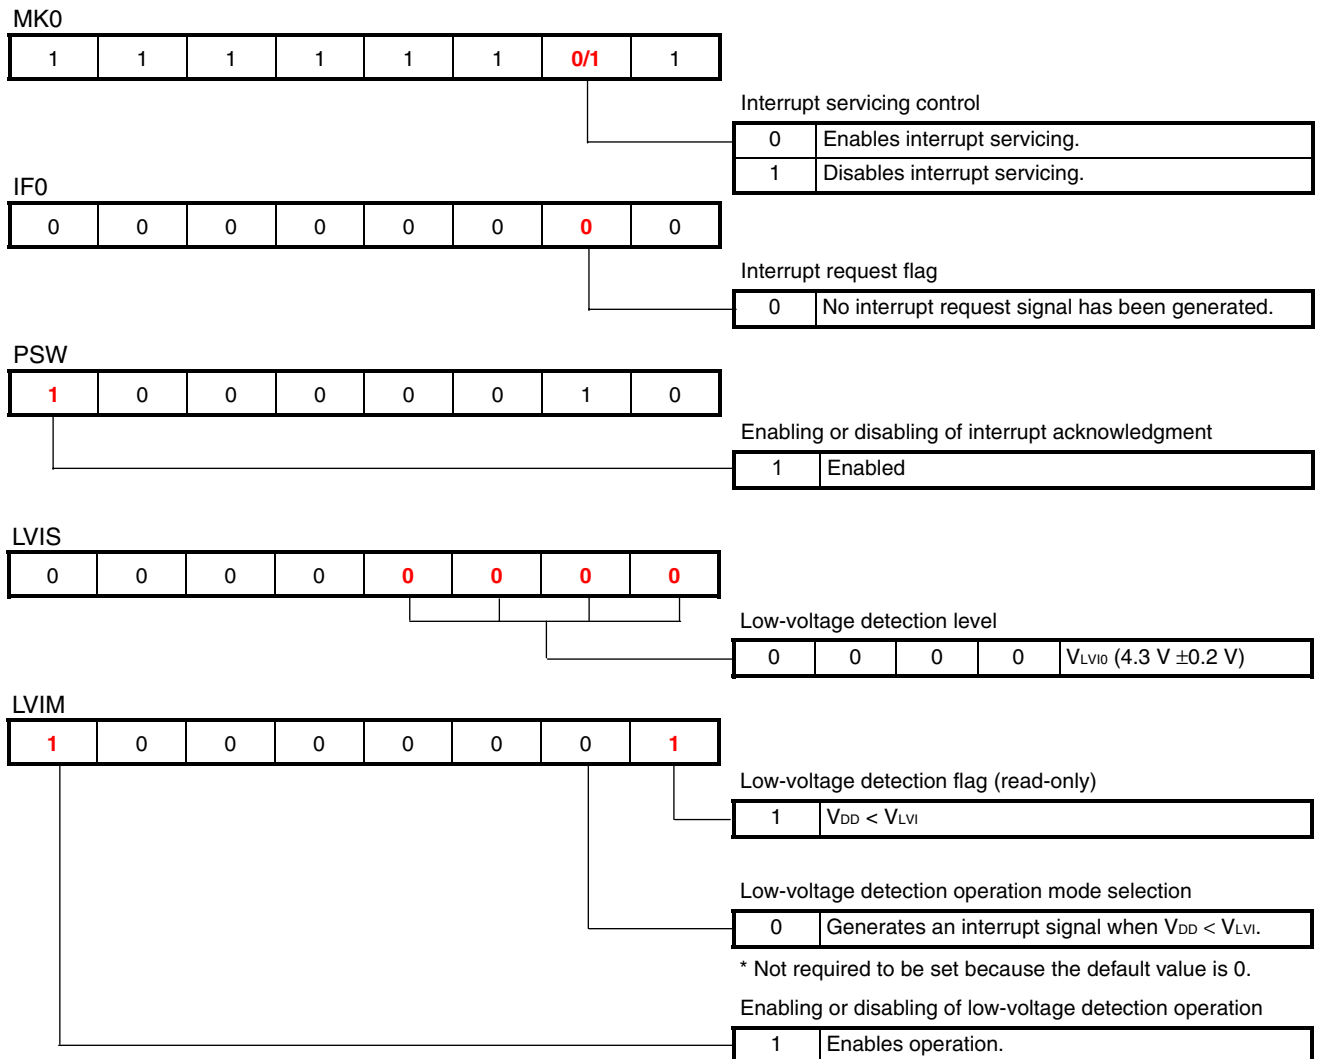 MK0
1 1 1 1 1 1 0/1 1
Interrupt servicing control
0 Enables interrupt servicing.
1 Disables interrupt servicing.
IF0
0 0 0 0 0 0 0 0
Interrupt request flag
0 No interrupt request signal has been generated.
PSW
1 0 0 0 0 0 1 0
Enabling or disabling of interrupt acknowledgment
1 Enabled
LVIS
0 0 0 0 0 0 0 0
Low-voltage detection level
0 0 0 0 VLVI0 (4.3 V ±0.2 V)
LVIM
1 0 0 0 0 0 0 1
Low-voltage detection flag (read-only)
1 VDD < VLVI
Low-voltage detection operation mode selection
0 Generates an interrupt signal when VDD < VLVI.
* Not required to be set because the default value is 0.
Enabling or disabling of low-voltage detection operation
1 Enables operation.